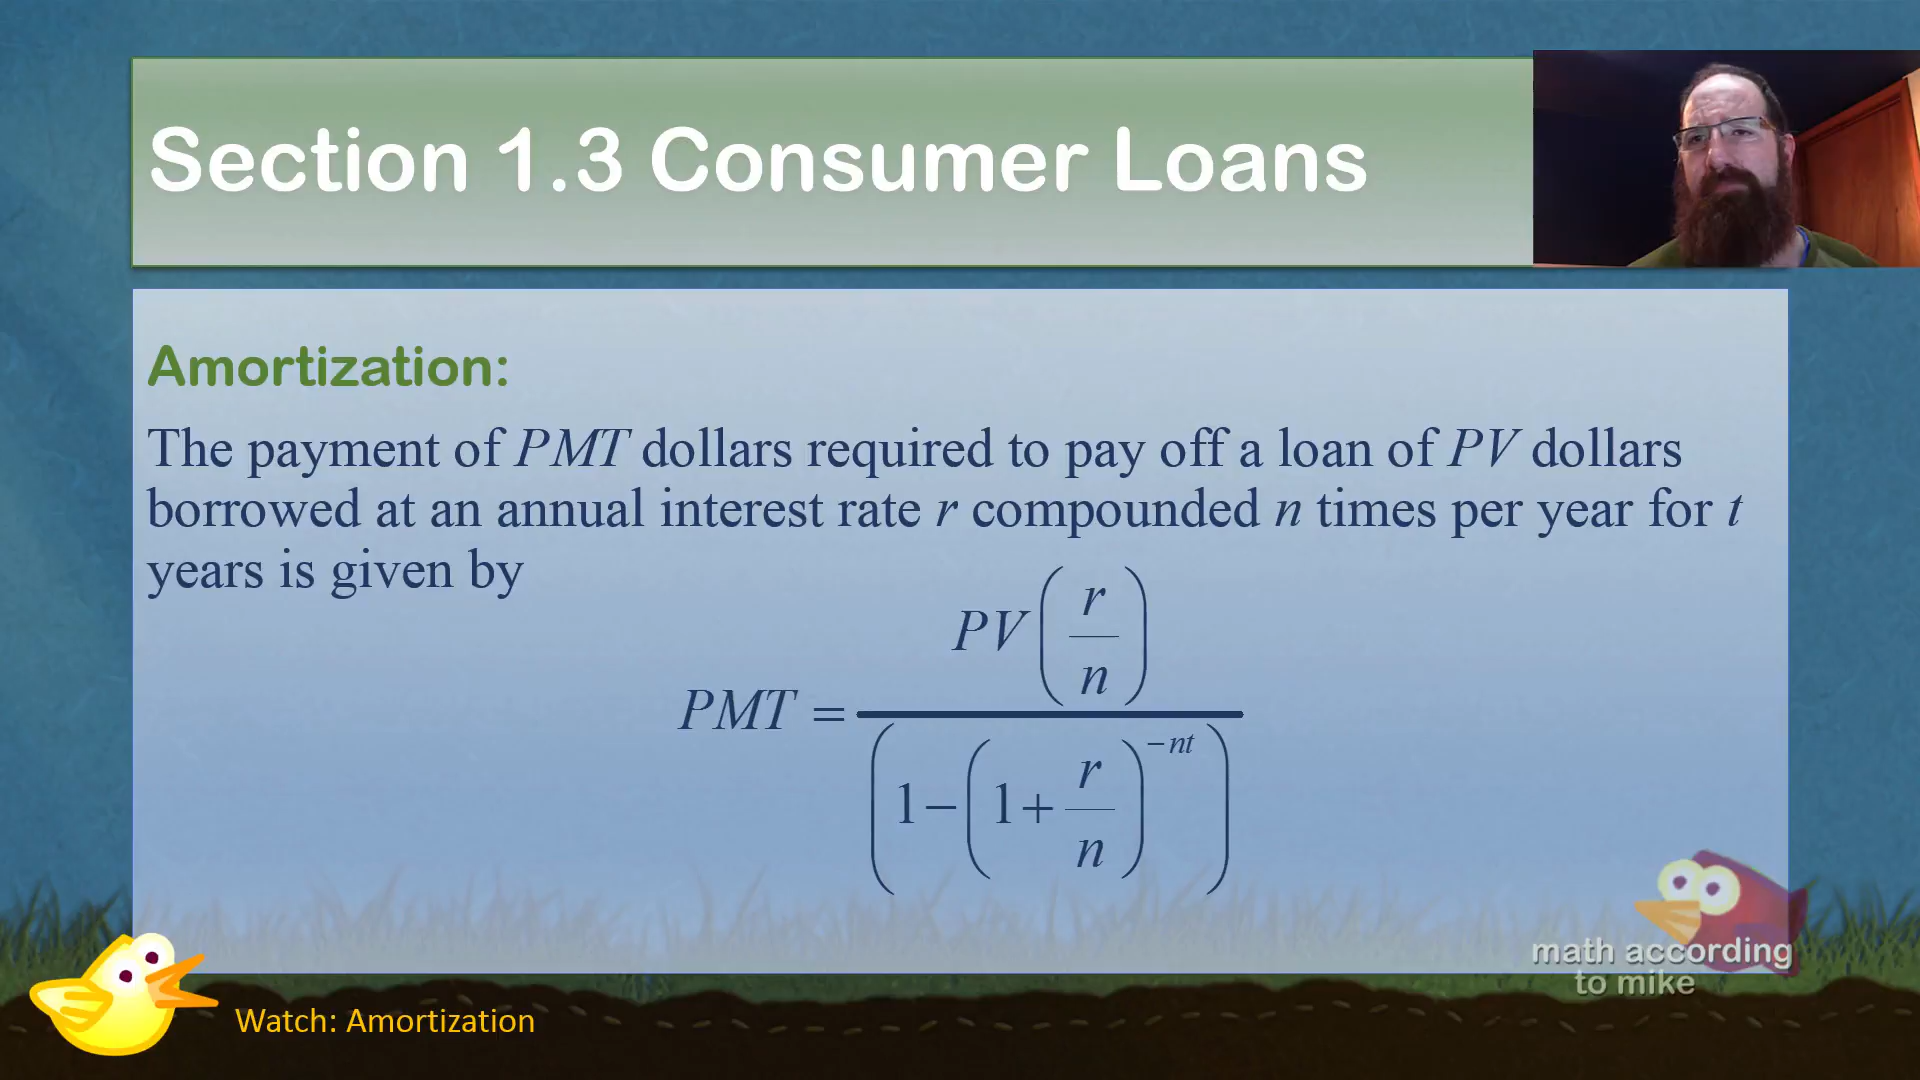 Section 1.3 Consumer Loans
Amortization:
The payment of PMT dollars required to pay off a loan of PV dollars
borrowed at an annual interest rate r compounded n times per year for t
years is given by
PMT = PV(r/n) / (1−(1+r/n)^−nt)
math according
to mike
Watch: Amortization